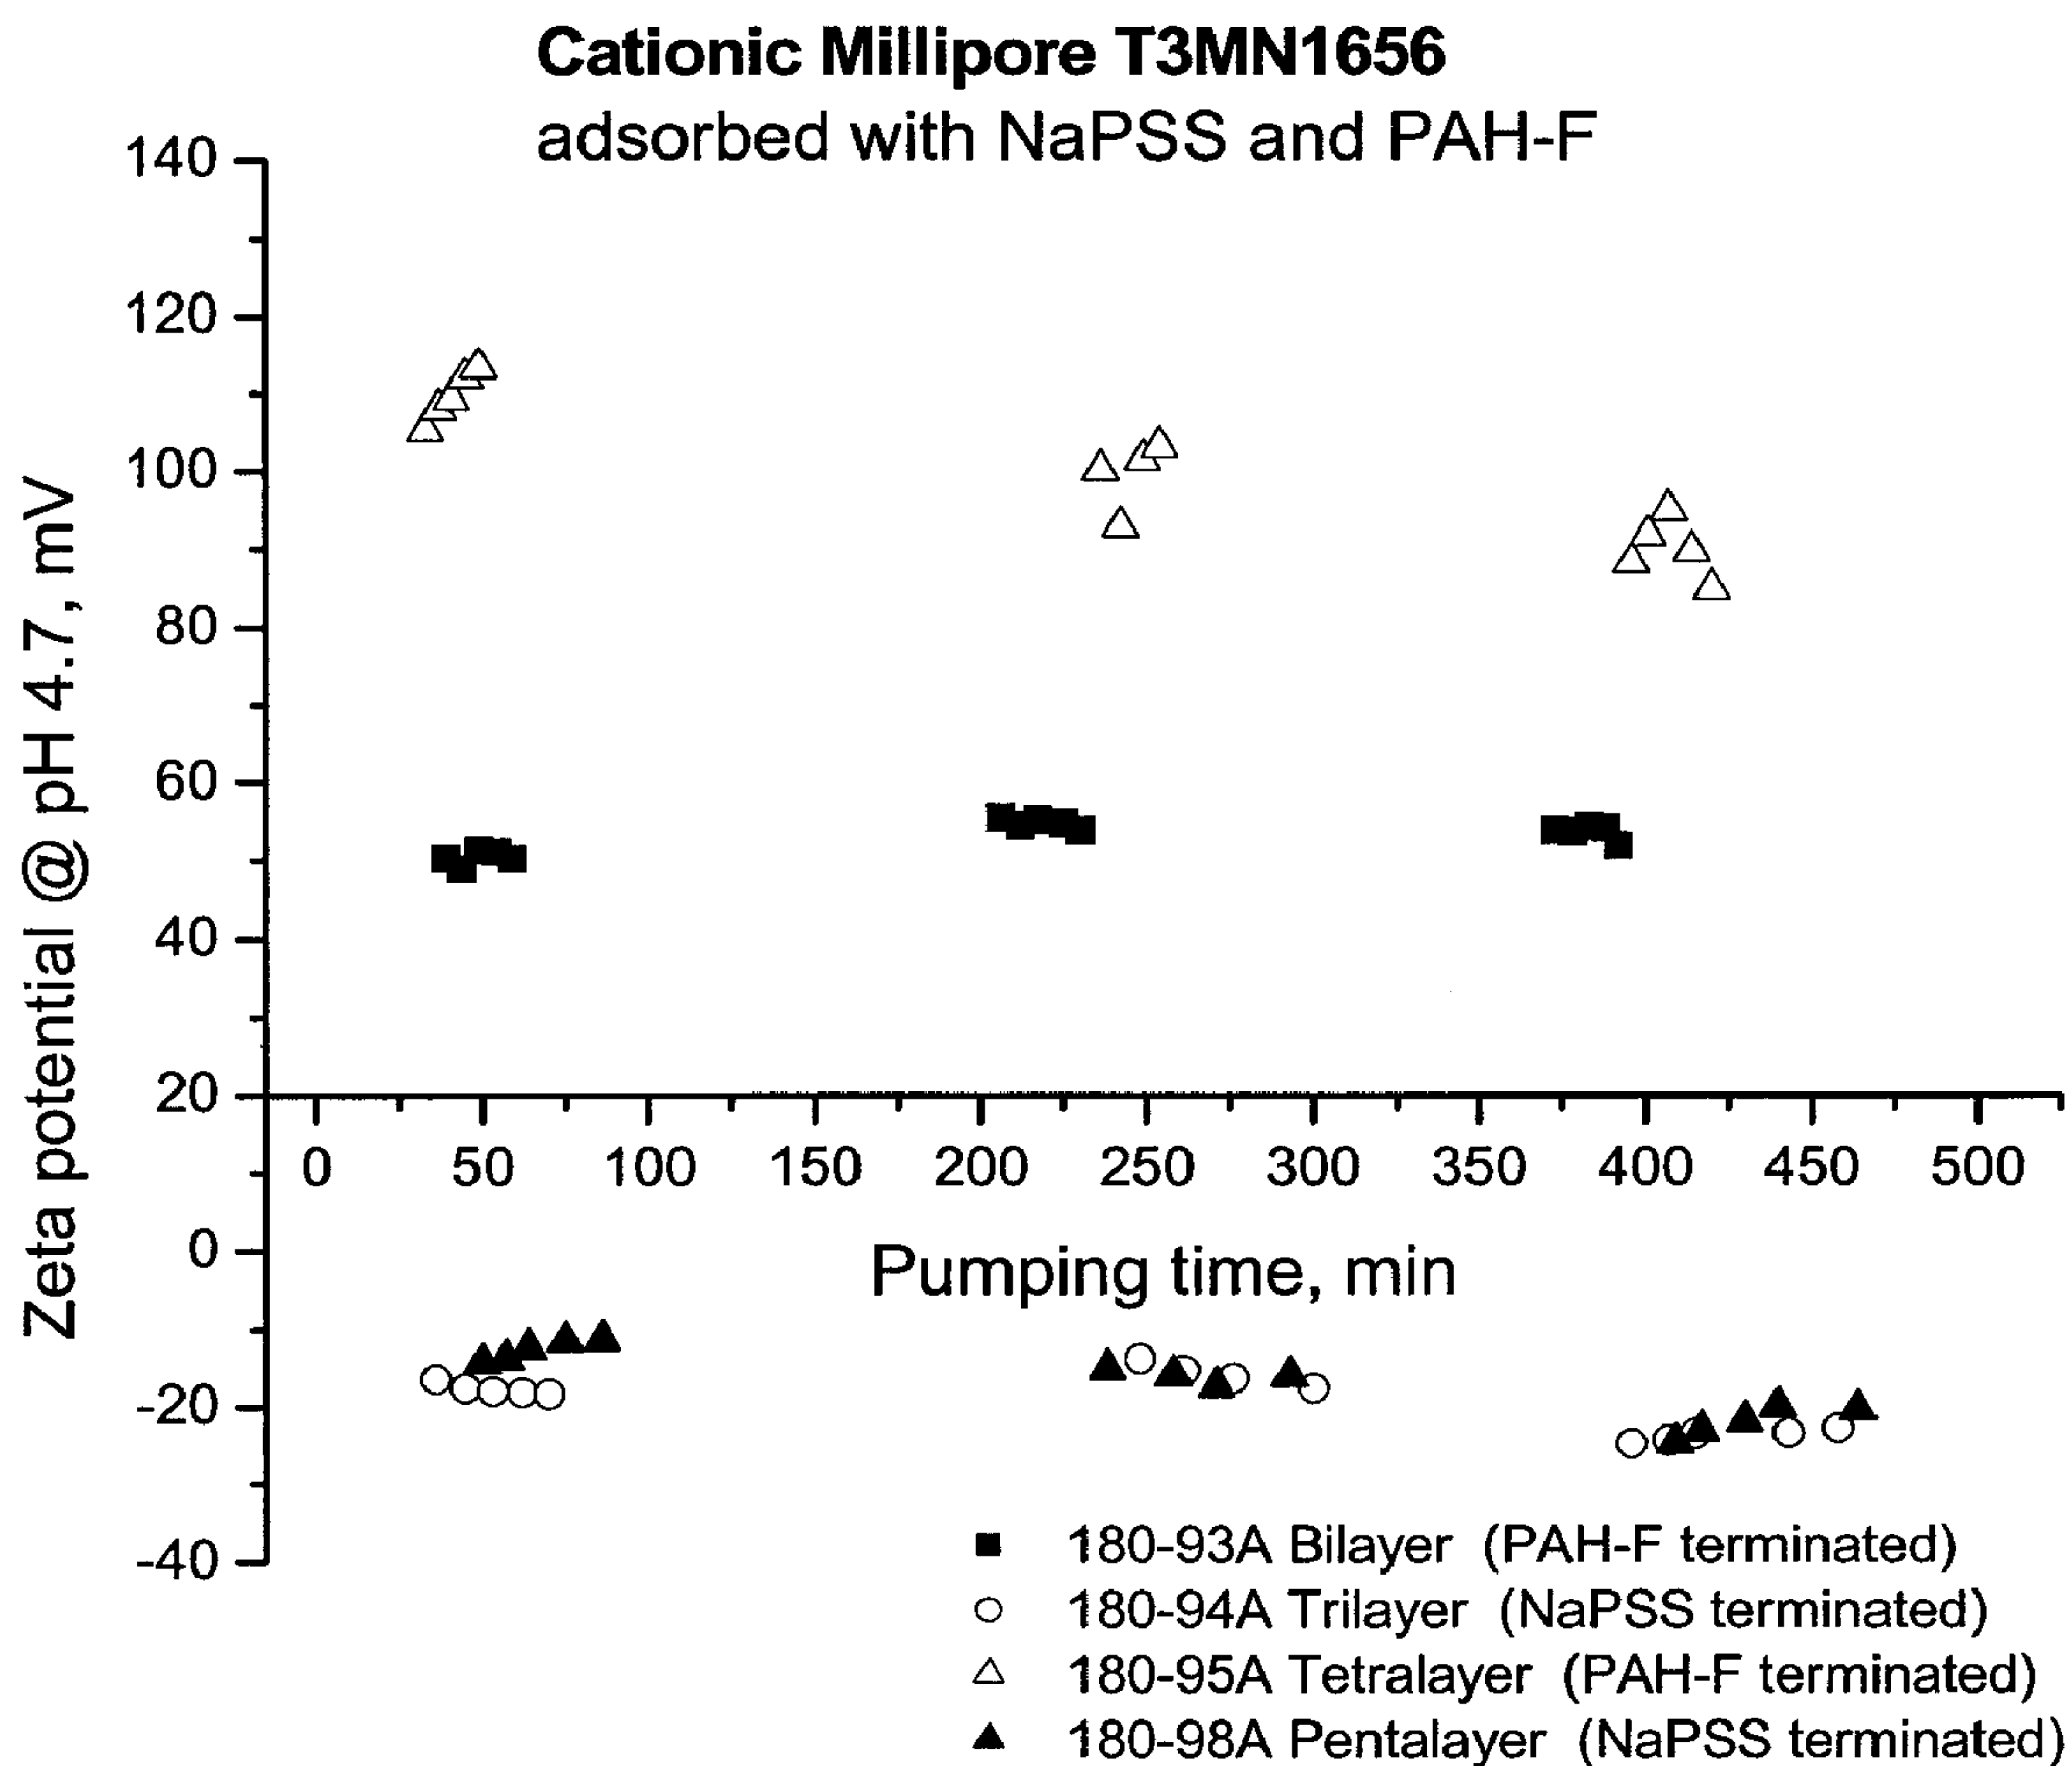 Cationic Millipore T3MN1656
adsorbed with NaPSS and PAH-F
140
120
100
80
60
40
20
0
-20
-40
Zeta potential @ pH 4.7, mV
0 50 100 150 200 250 300 350 400 450 500
Pumping time, min
180-93A Bilayer (PAH-F terminated)
180-94A Trilayer (NaPSS terminated)
180-95A Tetralayer (PAH-F terminated)
180-98A Pentalayer (NaPSS terminated)